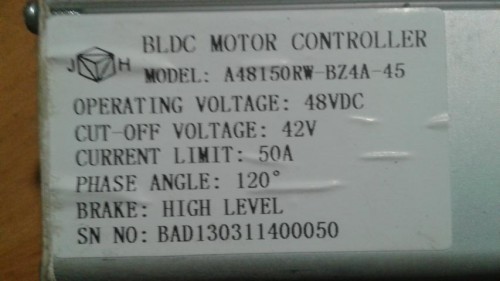 BLDC MOTOR CONTROLLER
J H MODEL: A48150RW-BZ4A-45
OPERATING VOLTAGE: 48VDC
CUT-OFF VOLTAGE: 42V
CURRENT LIMIT: 50A
PHASE ANGLE: 120°
BRAKE: HIGH LEVEL
SN NO: BAD130311400050